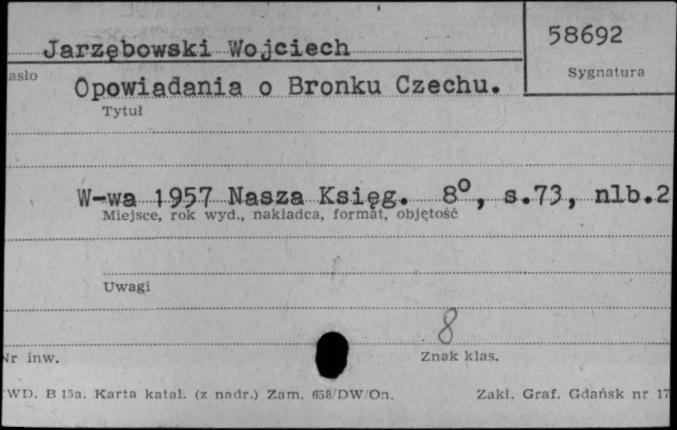 Jarzębowski Wojciech
58692
asło
Sygnatura
Opowiadania o Bronku Czechu.
Tytuł
W-wa 1957 Nasza Księg. 8°, s.73, nlb.2
Miejsce, rok wyd., nakładca, format, objętość
Uwagi
8
Nr inw.
Znak klas.
WD. B 15a. Karta katal. (z nadr.) Zam. 658/DW/On.
Zakł. Graf. Gdańsk nr 17